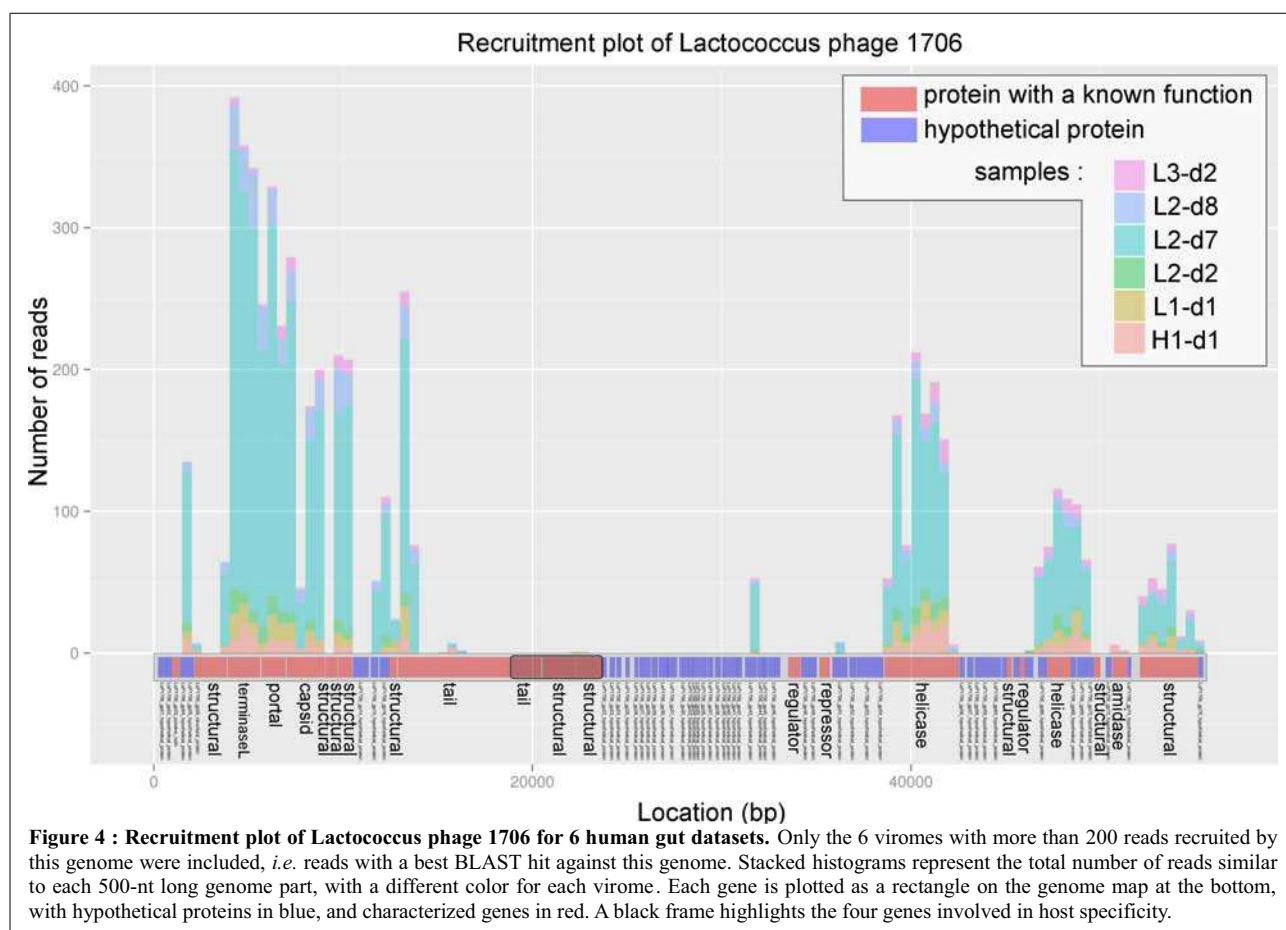 Recruitment plot of Lactococcus phage 1706
protein with a known function
hypothetical protein
samples :
L3-d2
L2-d8
L2-d7
L2-d2
L1-d1
H1-d1
Number of reads
400
300
200
100
0
structural
terminaseL
portal
capsid
structural
structural
structural
structural
tail
tail
structural
structural
regulator
repressor
helicase
structural
regulator
helicase
structural
amidase
structural
0
20000
40000
Location (bp)
Figure 4 : Recruitment plot of Lactococcus phage 1706 for 6 human gut datasets. Only the 6 viromes with more than 200 reads recruited by
this genome were included, i.e. reads with a best BLAST hit against this genome. Stacked histograms represent the total number of reads similar
to each 500-nt long genome part, with a different color for each virome. Each gene is plotted as a rectangle on the genome map at the bottom,
with hypothetical proteins in blue, and characterized genes in red. A black frame highlights the four genes involved in host specificity.